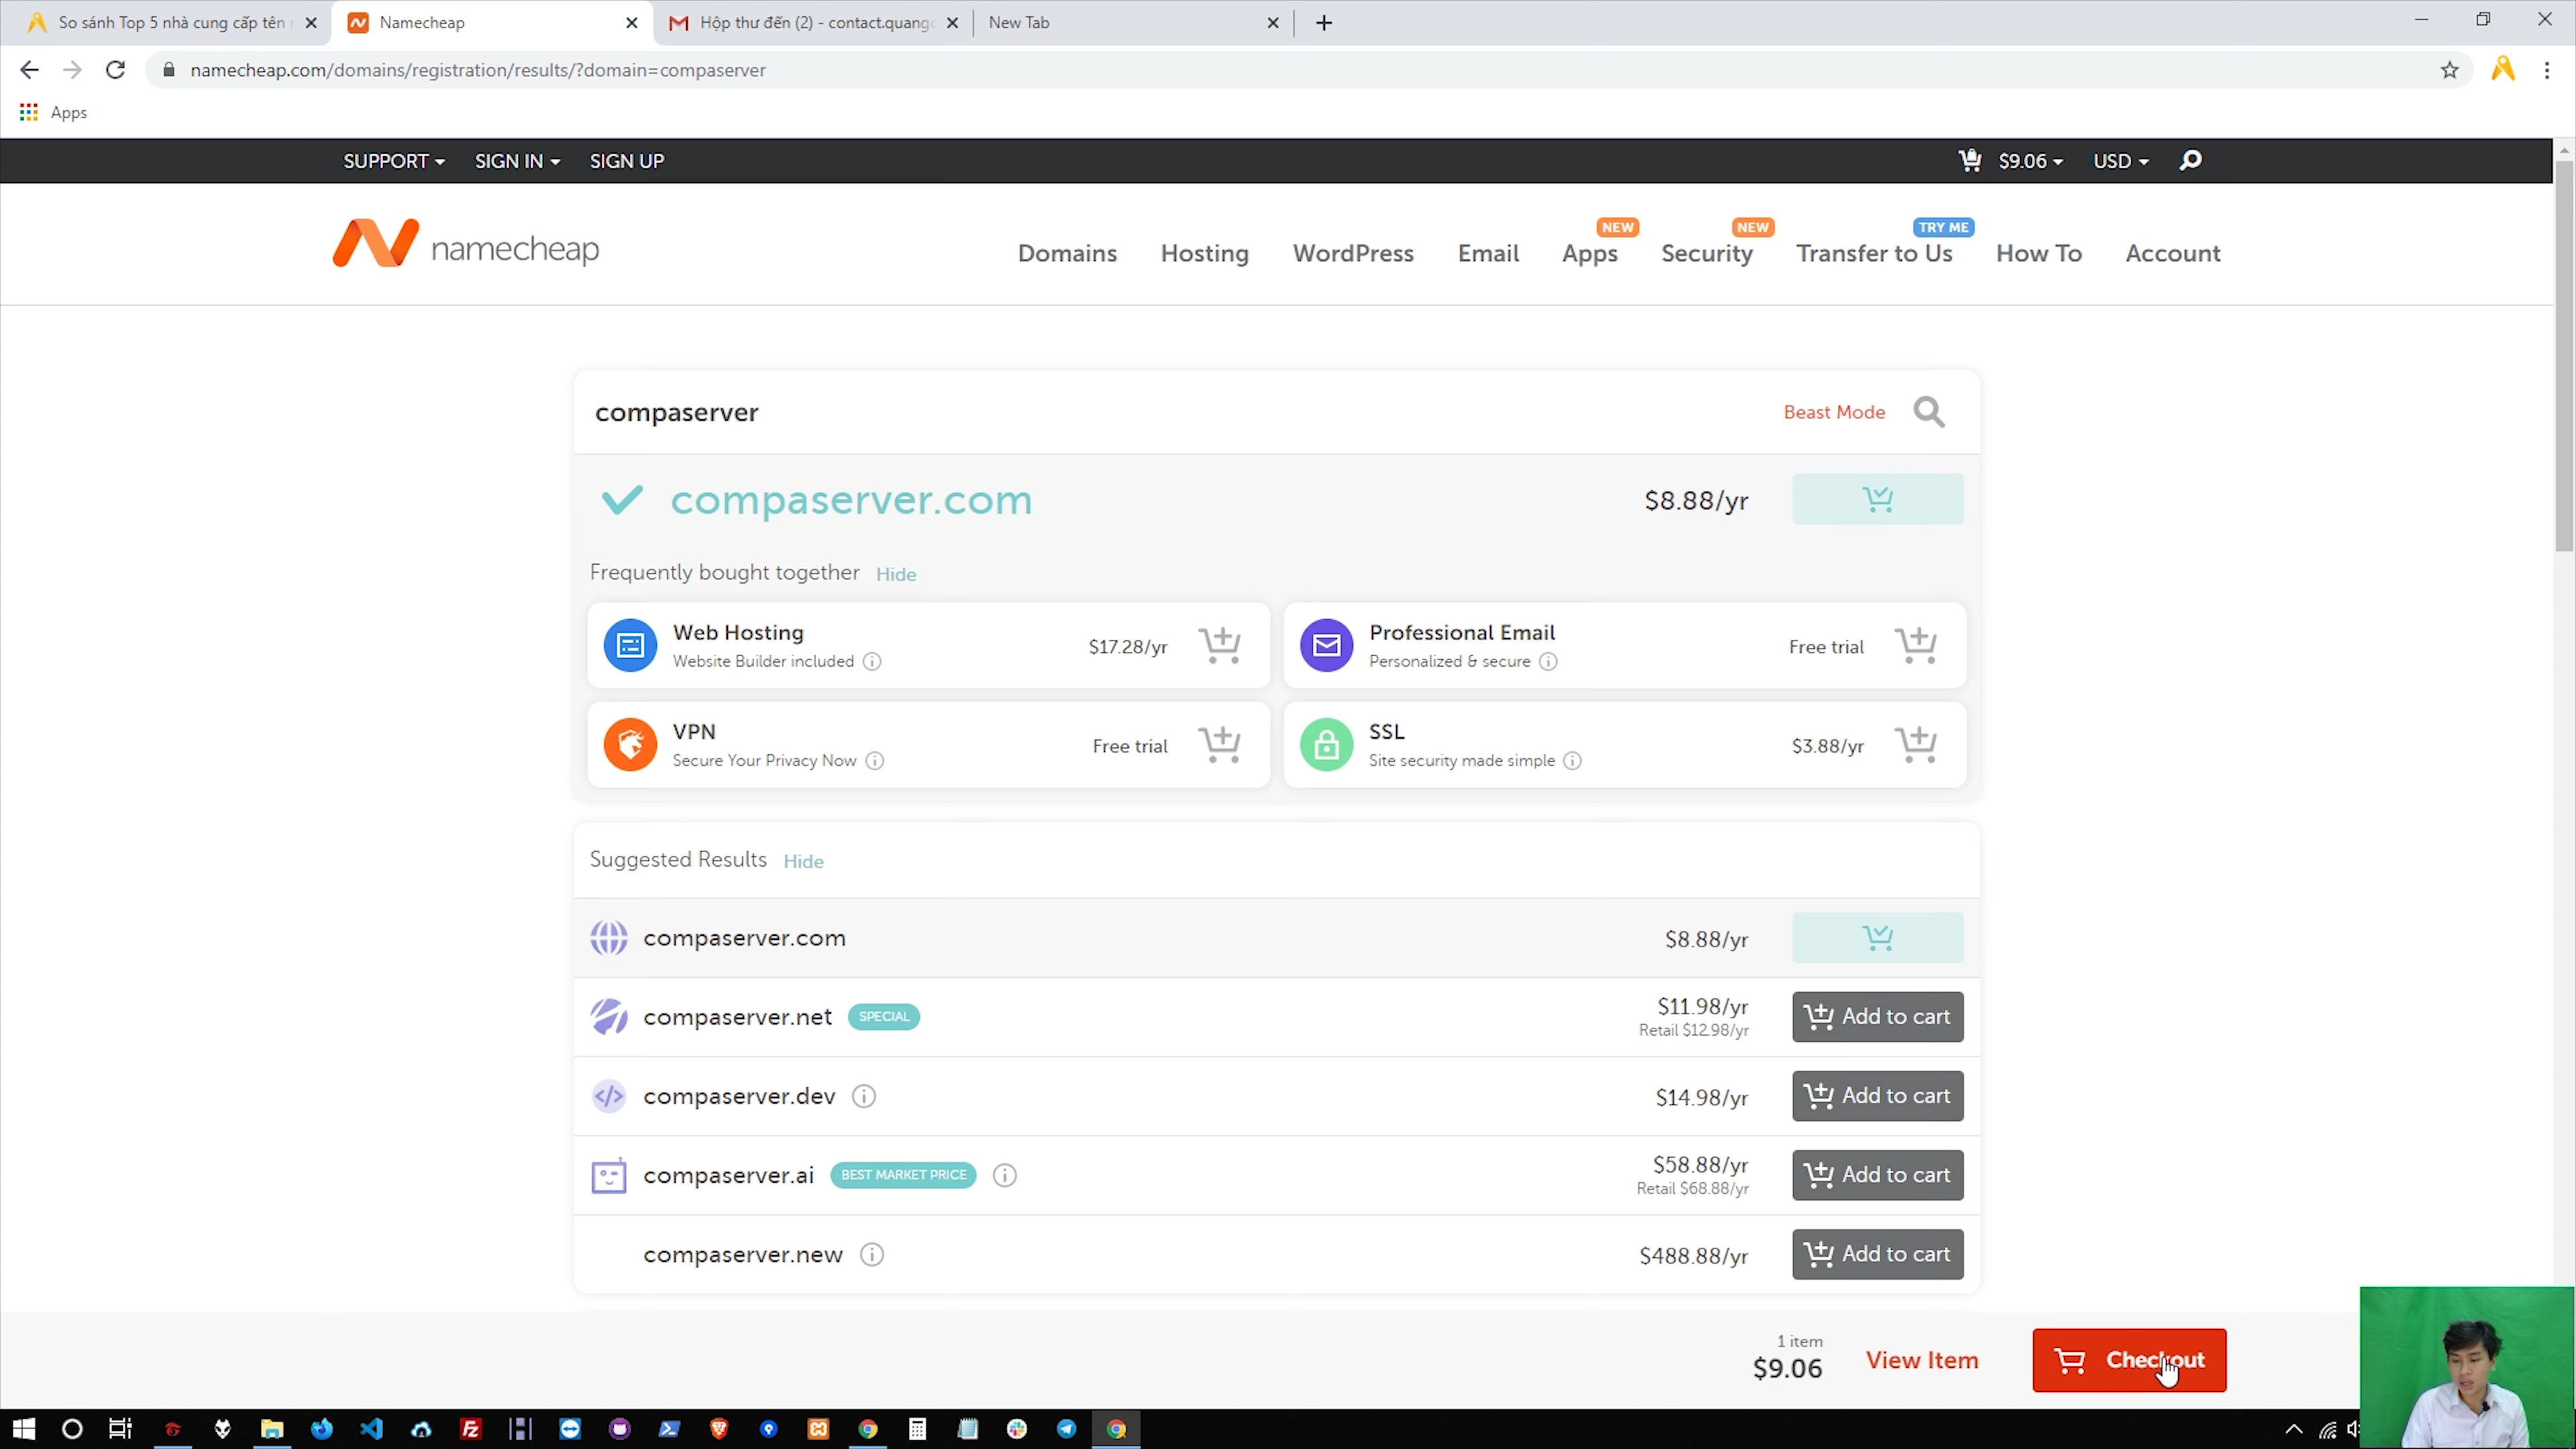 So sánh Top 5 nhà cung cấp tên
Namecheap
Hộp thư đến (2) - contact.quang
New Tab
namecheap.com/domains/registration/results/?domain=compaserver
Apps
SUPPORT SIGN IN SIGN UP $9.06 USD
namecheap
NEW NEW TRY ME
Domains Hosting WordPress Email Apps Security Transfer to Us How To Account
compaserver Beast Mode
compaserver.com $8.88/yr
Frequently bought together Hide
Web Hosting
Website Builder included
$17.28/yr
Professional Email
Personalized & secure
Free trial
VPN
Secure Your Privacy Now
Free trial
SSL
Site security made simple
$3.88/yr
Suggested Results Hide
compaserver.com $8.88/yr
compaserver.net SPECIAL $11.98/yr Add to cart
Retail $12.98/yr
compaserver.dev $14.98/yr Add to cart
compaserver.ai BEST MARKET PRICE $58.88/yr Add to cart
Retail $68.88/yr
compaserver.new $488.88/yr Add to cart
1 item
$9.06
View Item
Checkout